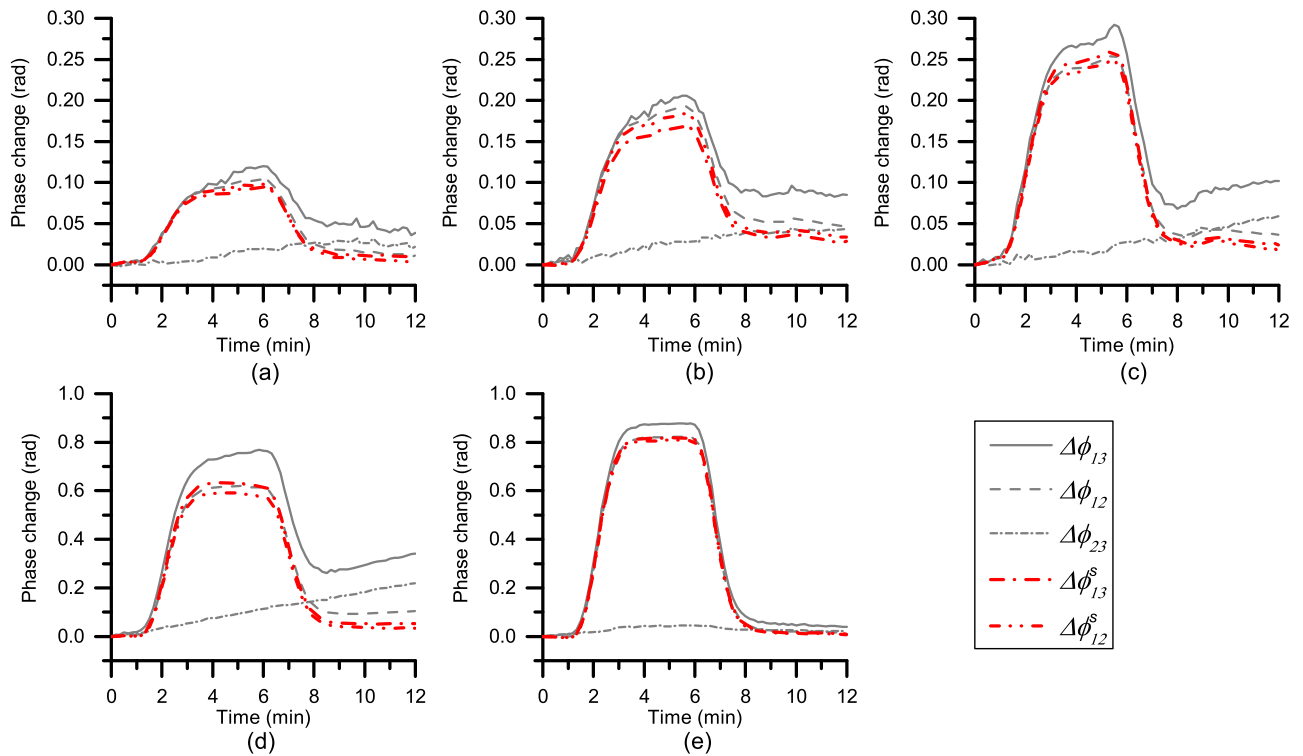 Phase change (rad)
0.30
0.25
0.20
0.15
0.10
0.05
0.00
0 2 4 6 8 10 12
Time (min)
(a)
Phase change (rad)
0.30
0.25
0.20
0.15
0.10
0.05
0.00
0 2 4 6 8 10 12
Time (min)
(b)
Phase change (rad)
0.30
0.25
0.20
0.15
0.10
0.05
0.00
0 2 4 6 8 10 12
Time (min)
(c)
Phase change (rad)
1.0
0.8
0.6
0.4
0.2
0.0
0 2 4 6 8 10 12
Time (min)
(d)
Phase change (rad)
1.0
0.8
0.6
0.4
0.2
0.0
0 2 4 6 8 10 12
Time (min)
(e)
Δϕ₁₃
Δϕ₁₂
Δϕ₂₃
Δϕˢ₁₃
Δϕˢ₁₂